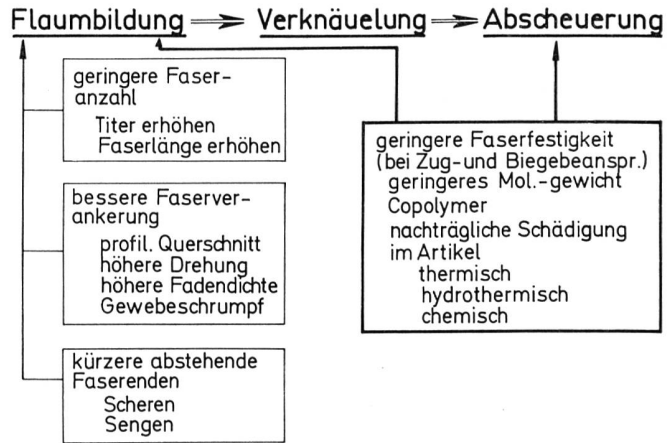 Flaumbildung ⟹ Verknäuelung ⟹ Abscheuerung
geringere Faser-
anzahl
Titer erhöhen
Faserlänge erhöhen
bessere Faserver-
ankerung
profil. Querschnitt
höhere Drehung
höhere Fadendichte
Gewebeschrumpf
kürzere abstehende
Faserenden
Scheren
Sengen
geringere Faserfestigkeit
(bei Zug-und Biegebeanspr.)
geringeres Mol.-gewicht
Copolymer
nachträgliche Schädigung
im Artikel
thermisch
hydrothermisch
chemisch